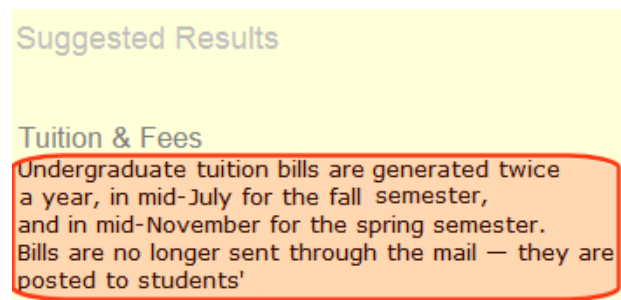 Suggested Results
Tuition & Fees
Undergraduate tuition bills are generated twice
a year, in mid-July for the fall semester,
and in mid-November for the spring semester.
Bills are no longer sent through the mail — they are
posted to students'